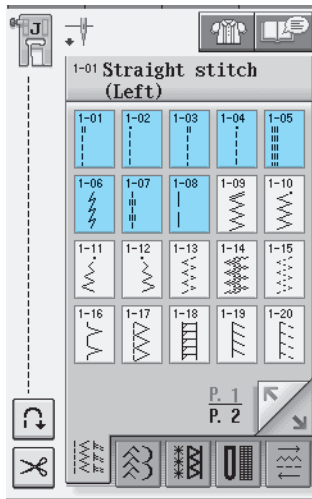 J
1-01 Straight stitch
(Left)
1-01 1-02 1-03 1-04 1-05
1-06 1-07 1-08 1-09 1-10
1-11 1-12 1-13 1-14 1-15
1-16 1-17 1-18 1-19 1-20
P. 1
P. 2